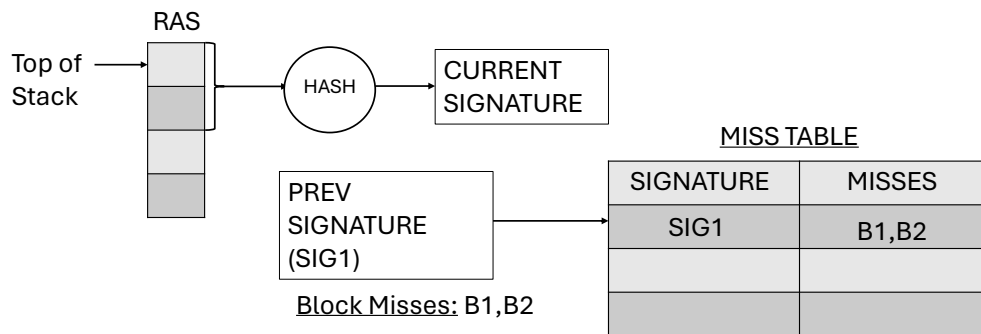 RAS
Top of
Stack
HASH
CURRENT
SIGNATURE
MISS TABLE
PREV
SIGNATURE
(SIG1)
SIGNATURE MISSES
SIG1 B1,B2
Block Misses: B1,B2